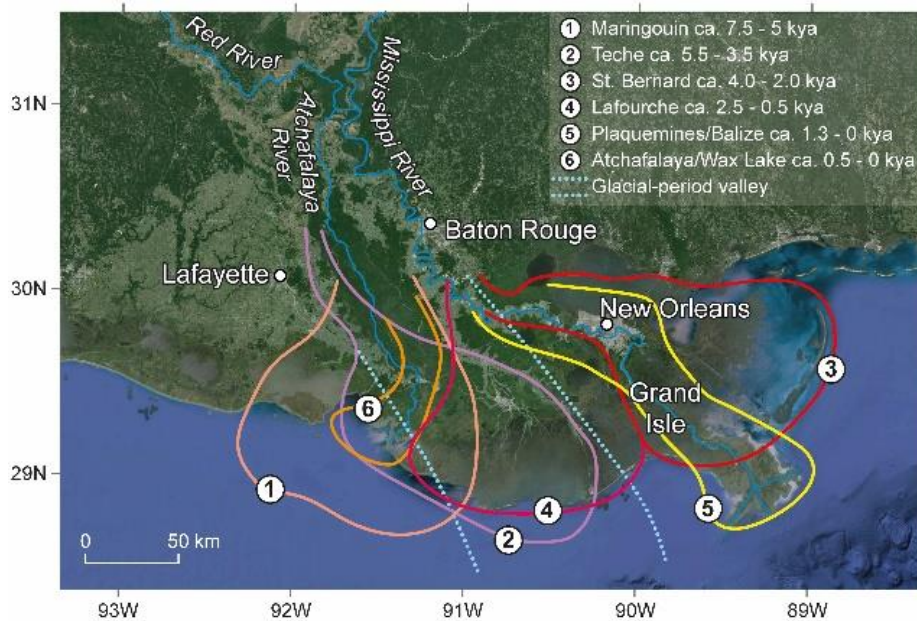 1 Maringouin ca. 7.5 - 5 kya
2 Teche ca. 5.5 - 3.5 kya
3 St. Bernard ca. 4.0 - 2.0 kya
4 Lafourche ca. 2.5 - 0.5 kya
5 Plaquemines/Balize ca. 1.3 - 0 kya
6 Atchafalaya/Wax Lake ca. 0.5 - 0 kya
Glacial-period valley
Red River
Mississippi River
Atchafalaya
River
31N
Baton Rouge
Lafayette
30N
New Orleans
3
Grand
Isle
6
29N
1
4
5
2
0 50 km
93W 92W 91W 90W 89W